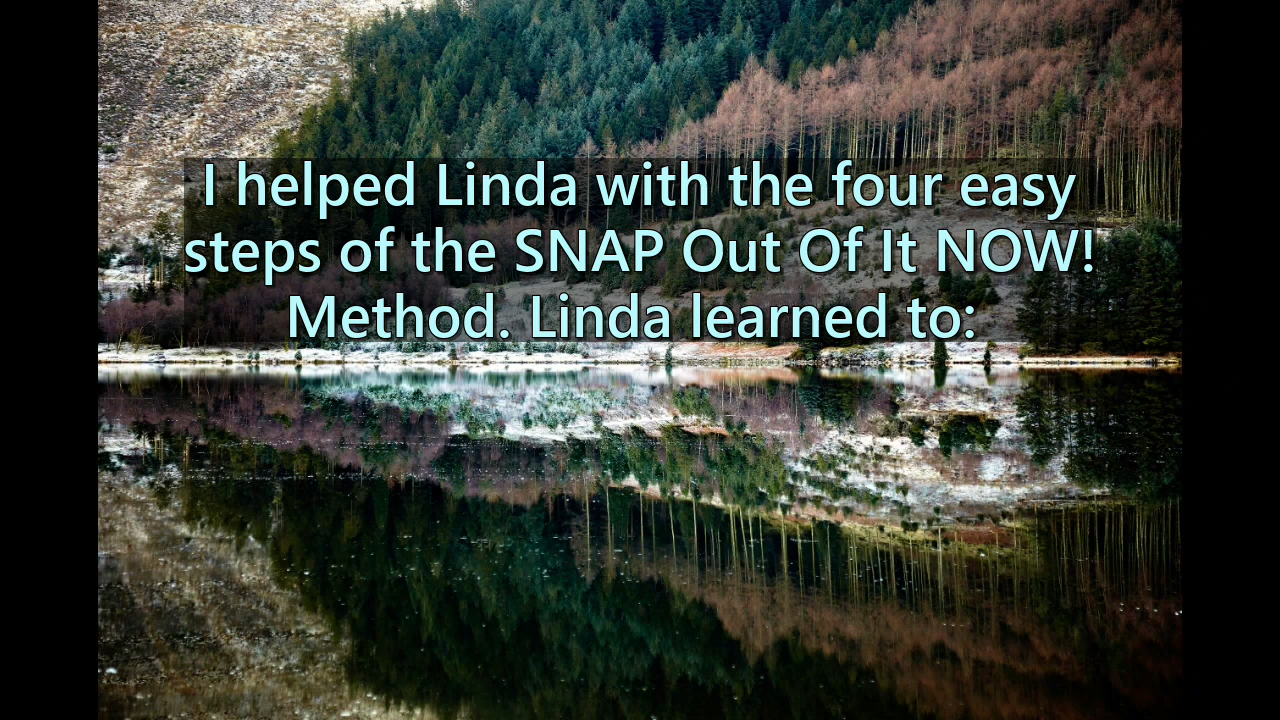 I helped Linda with the four easy
steps of the SNAP Out Of It NOW!
Method. Linda learned to: